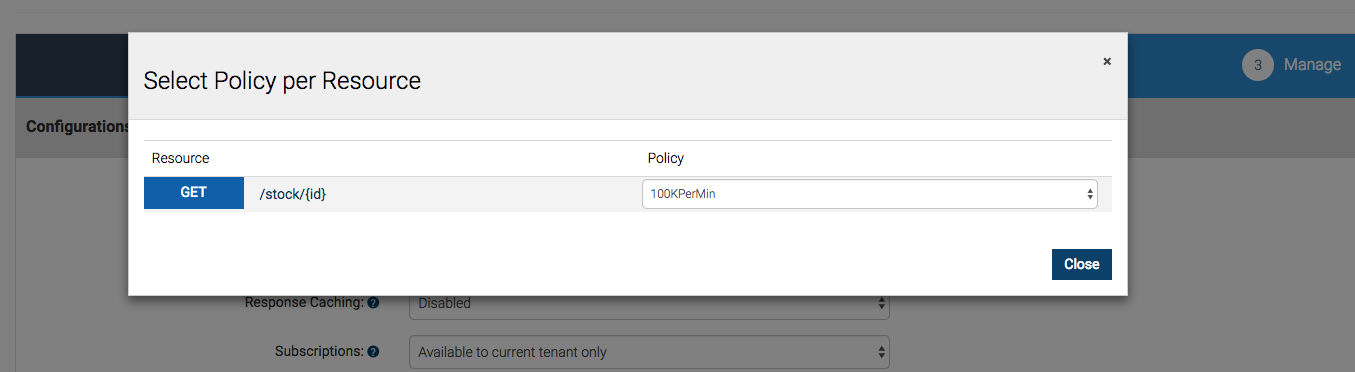 3 Manage
Select Policy per Resource
×
Configurations
Resource Policy
GET /stock/{id} 100KPerMin
Close
Response Caching: ? Disabled
Subscriptions: ? Available to current tenant only